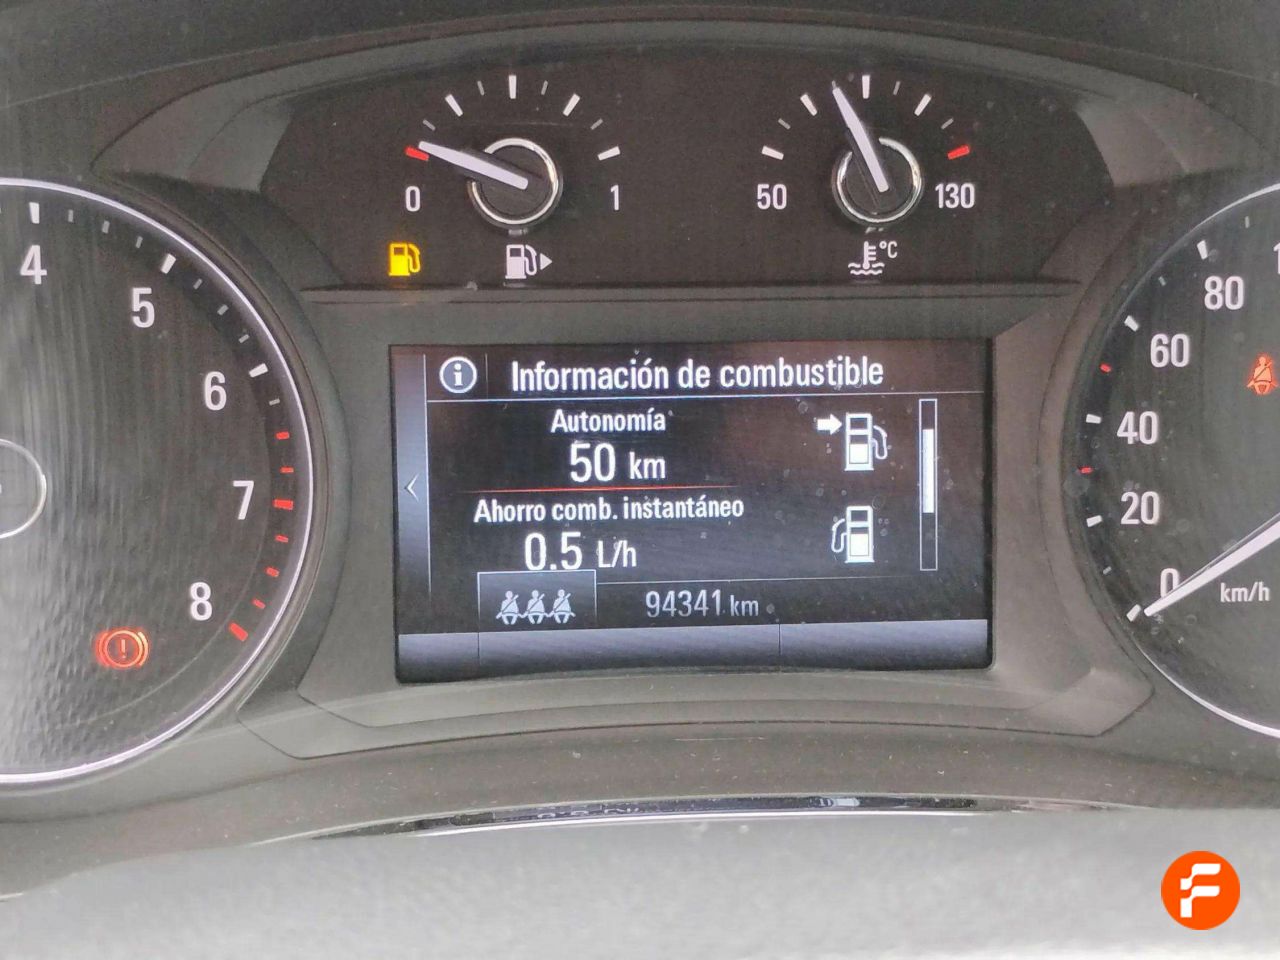 0 1
50 130
°C
4
5
6
7
8
Información de combustible
Autonomía
50 km
Ahorro comb. instantáneo
0.5 L/h
94341 km
80
60
40
20
0
km/h
F